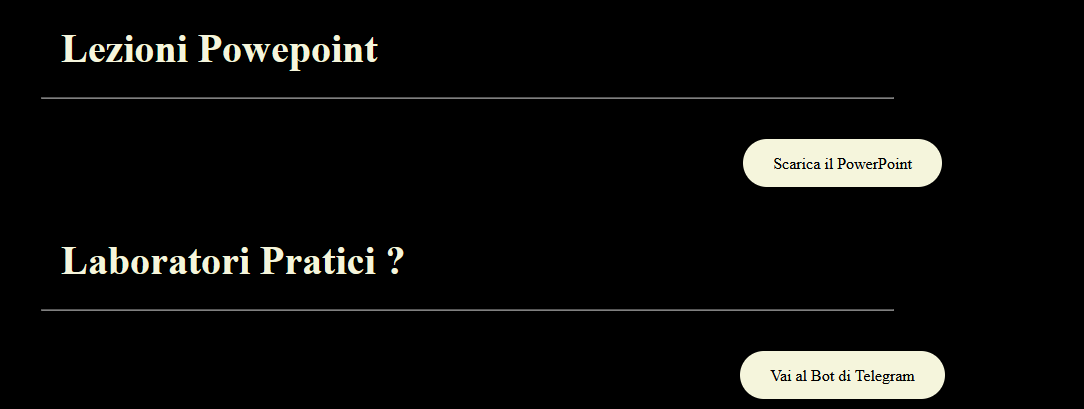 Lezioni Powepoint
Scarica il PowerPoint
Laboratori Pratici ?
Vai al Bot di Telegram